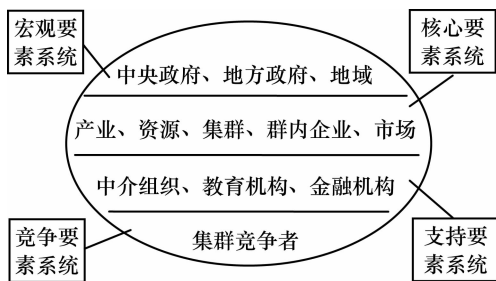 宏观要
素系统
核心要
素系统
中央政府、地方政府、地域
产业、资源、集群、群内企业、市场
中介组织、教育机构、金融机构
集群竞争者
竞争要
素系统
支持要
素系统